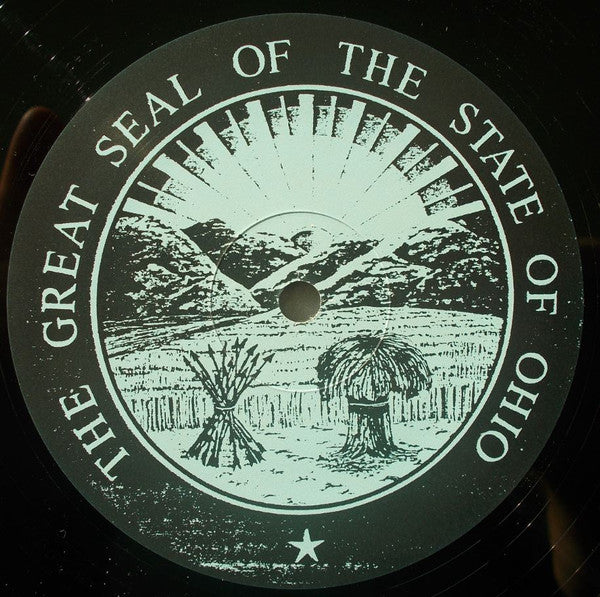 THE GREAT SEAL OF THE STATE OF OHIO